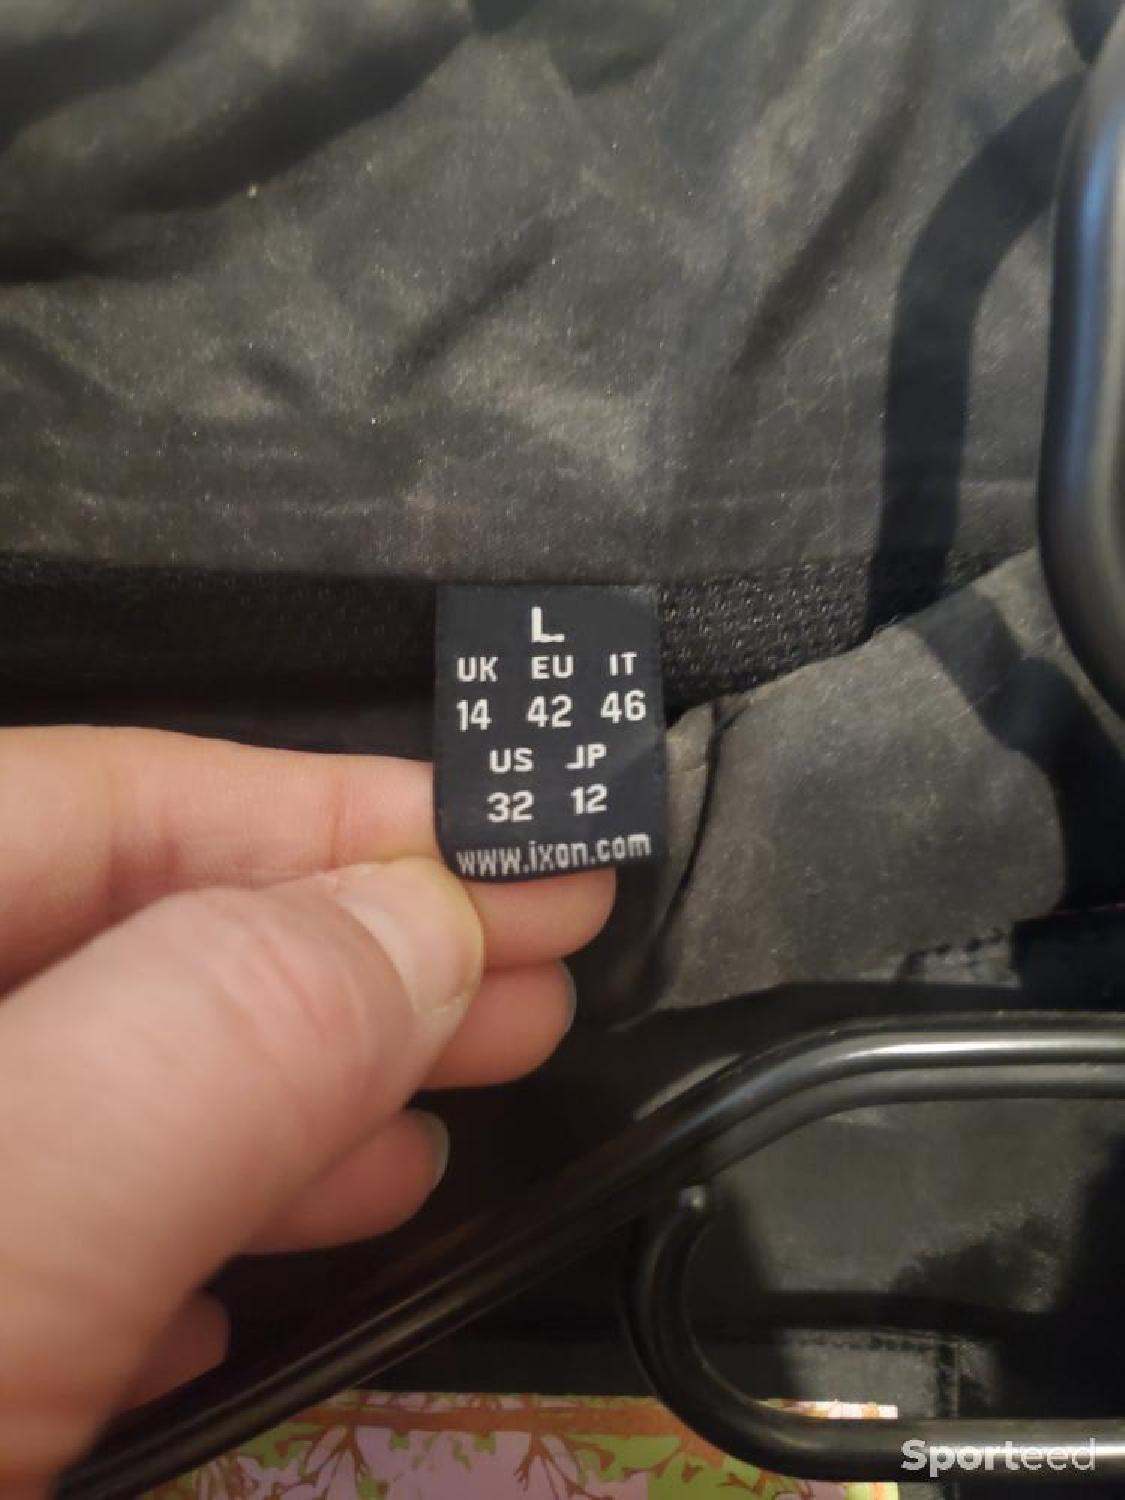 L
UK EU IT
14 42 46
US JP
32 12
www.ixon.com
Sporteed